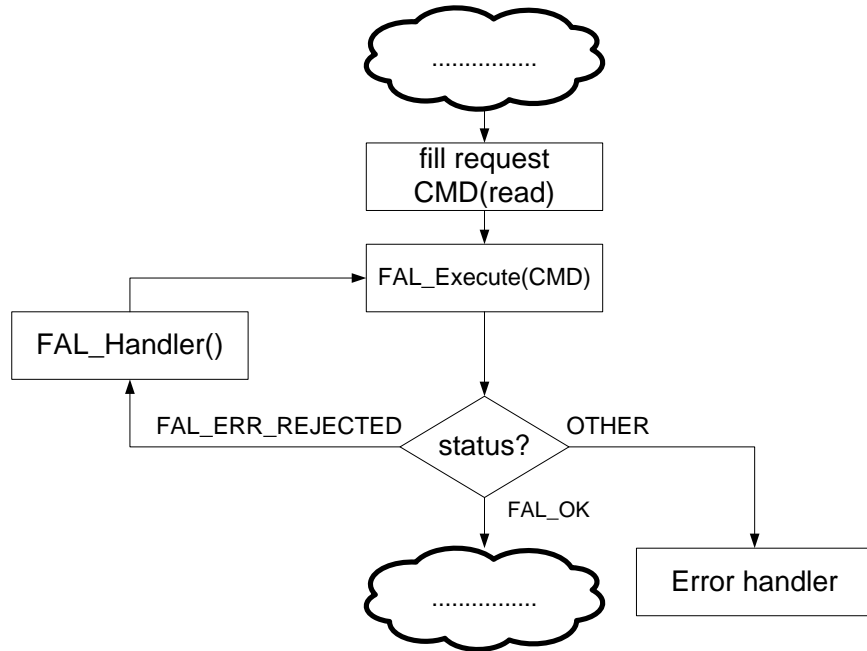 ................
fill request
CMD(read)
FAL_Execute(CMD)
FAL_Handler()
FAL_ERR_REJECTED
status?
OTHER
FAL_OK
Error handler
................